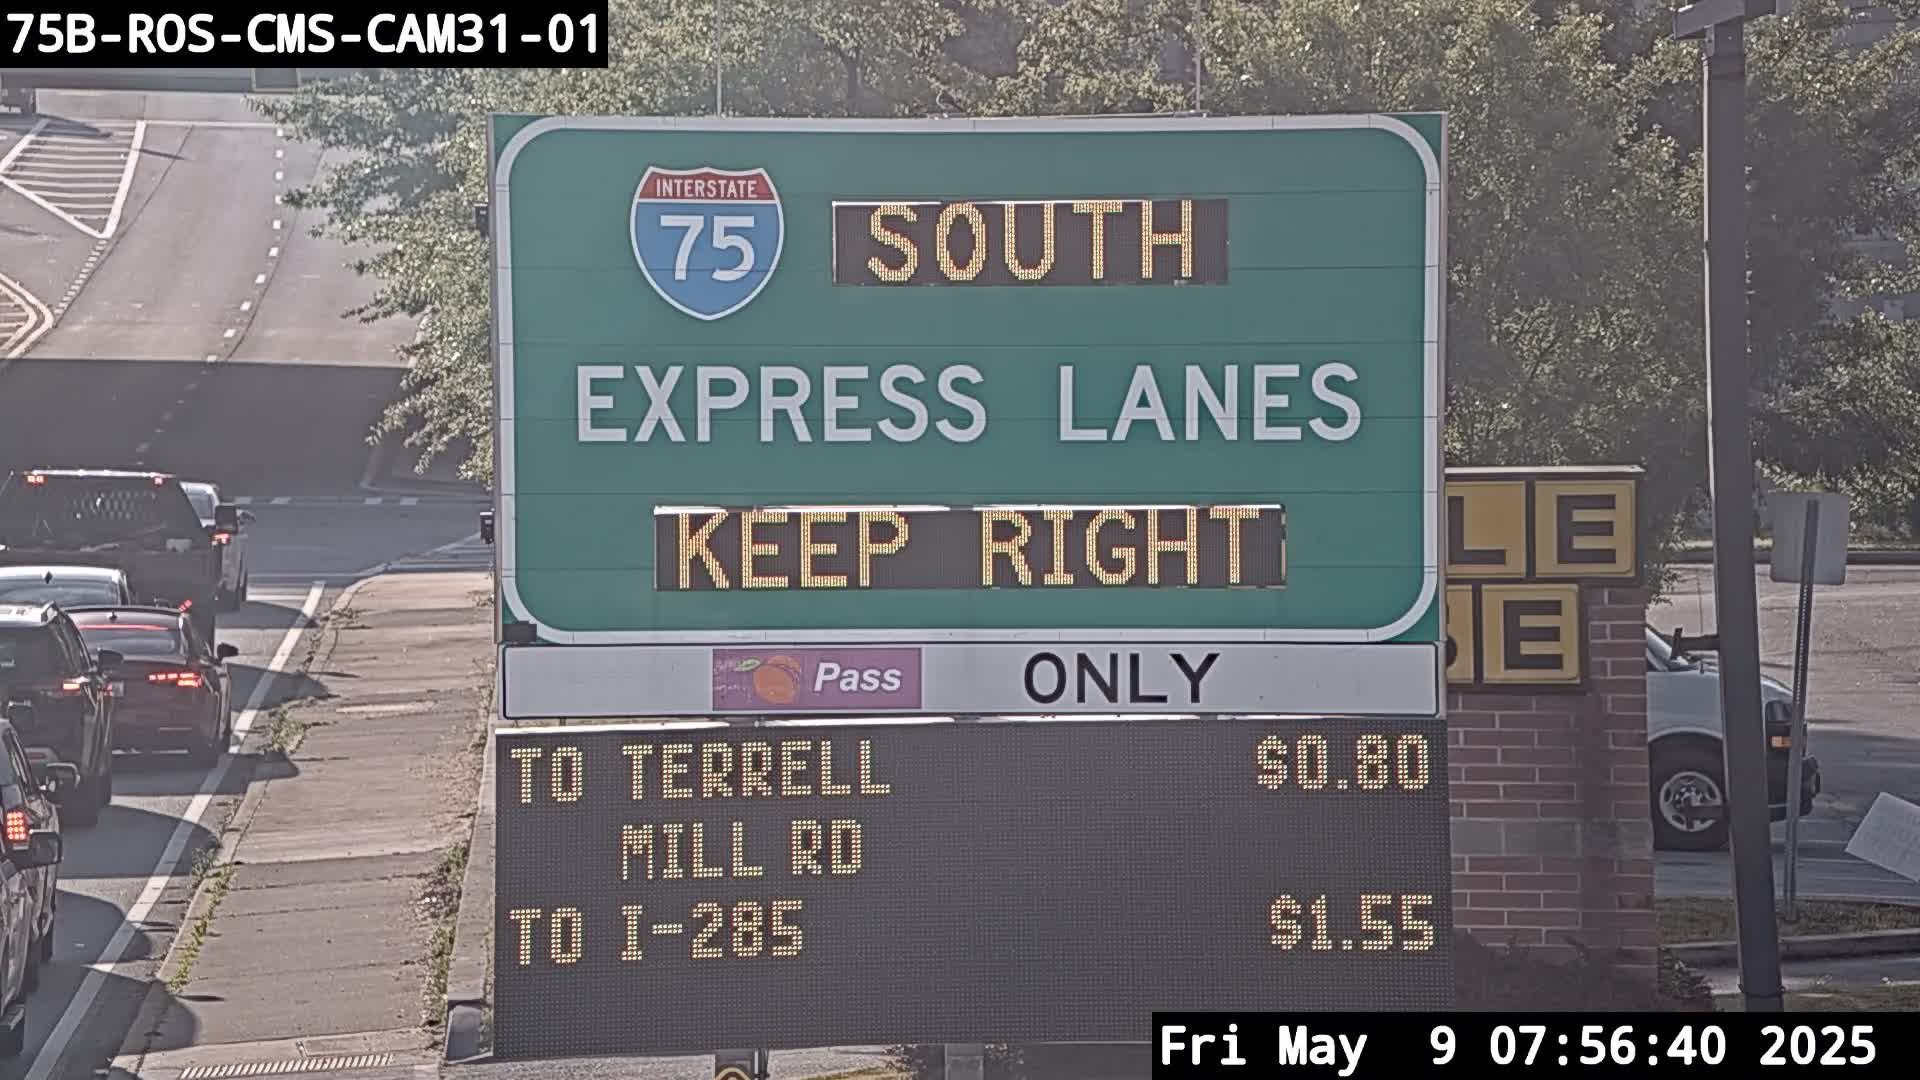 75B-ROS-CMS-CAM31-01
INTERSTATE
75
SOUTH
EXPRESS LANES
KEEP RIGHT
Pass ONLY
LE
E
TO TERRELL $0.80
MILL RD
TO I-285 $1.55
Fri May 9 07:56:40 2025